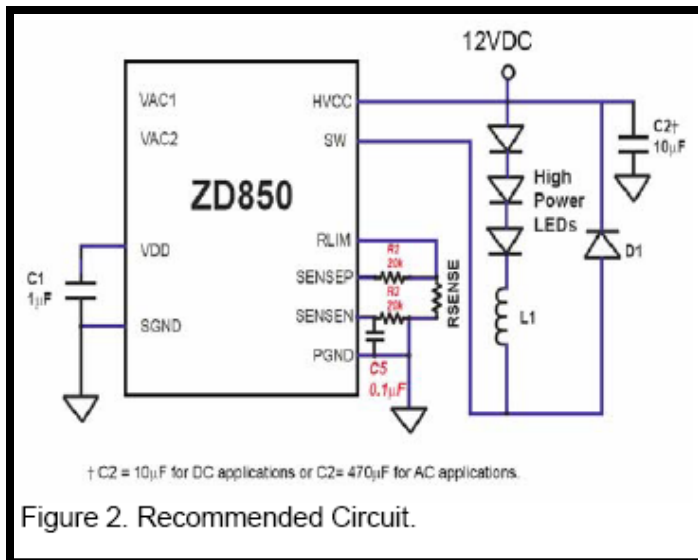 12VDC
VAC1
HVCC
C2†
10µF
VAC2
SW
ZD850
High
Power
LEDs
D1
RLIM
R2
20k
VDD
SENSEP
RSENSE
C1
1µF
R2
20k
L1
SGND
SENSEN
PGND
C5
0.1µF
† C2 = 10µF for DC applications or C2= 470µF for AC applications.
Figure 2. Recommended Circuit.